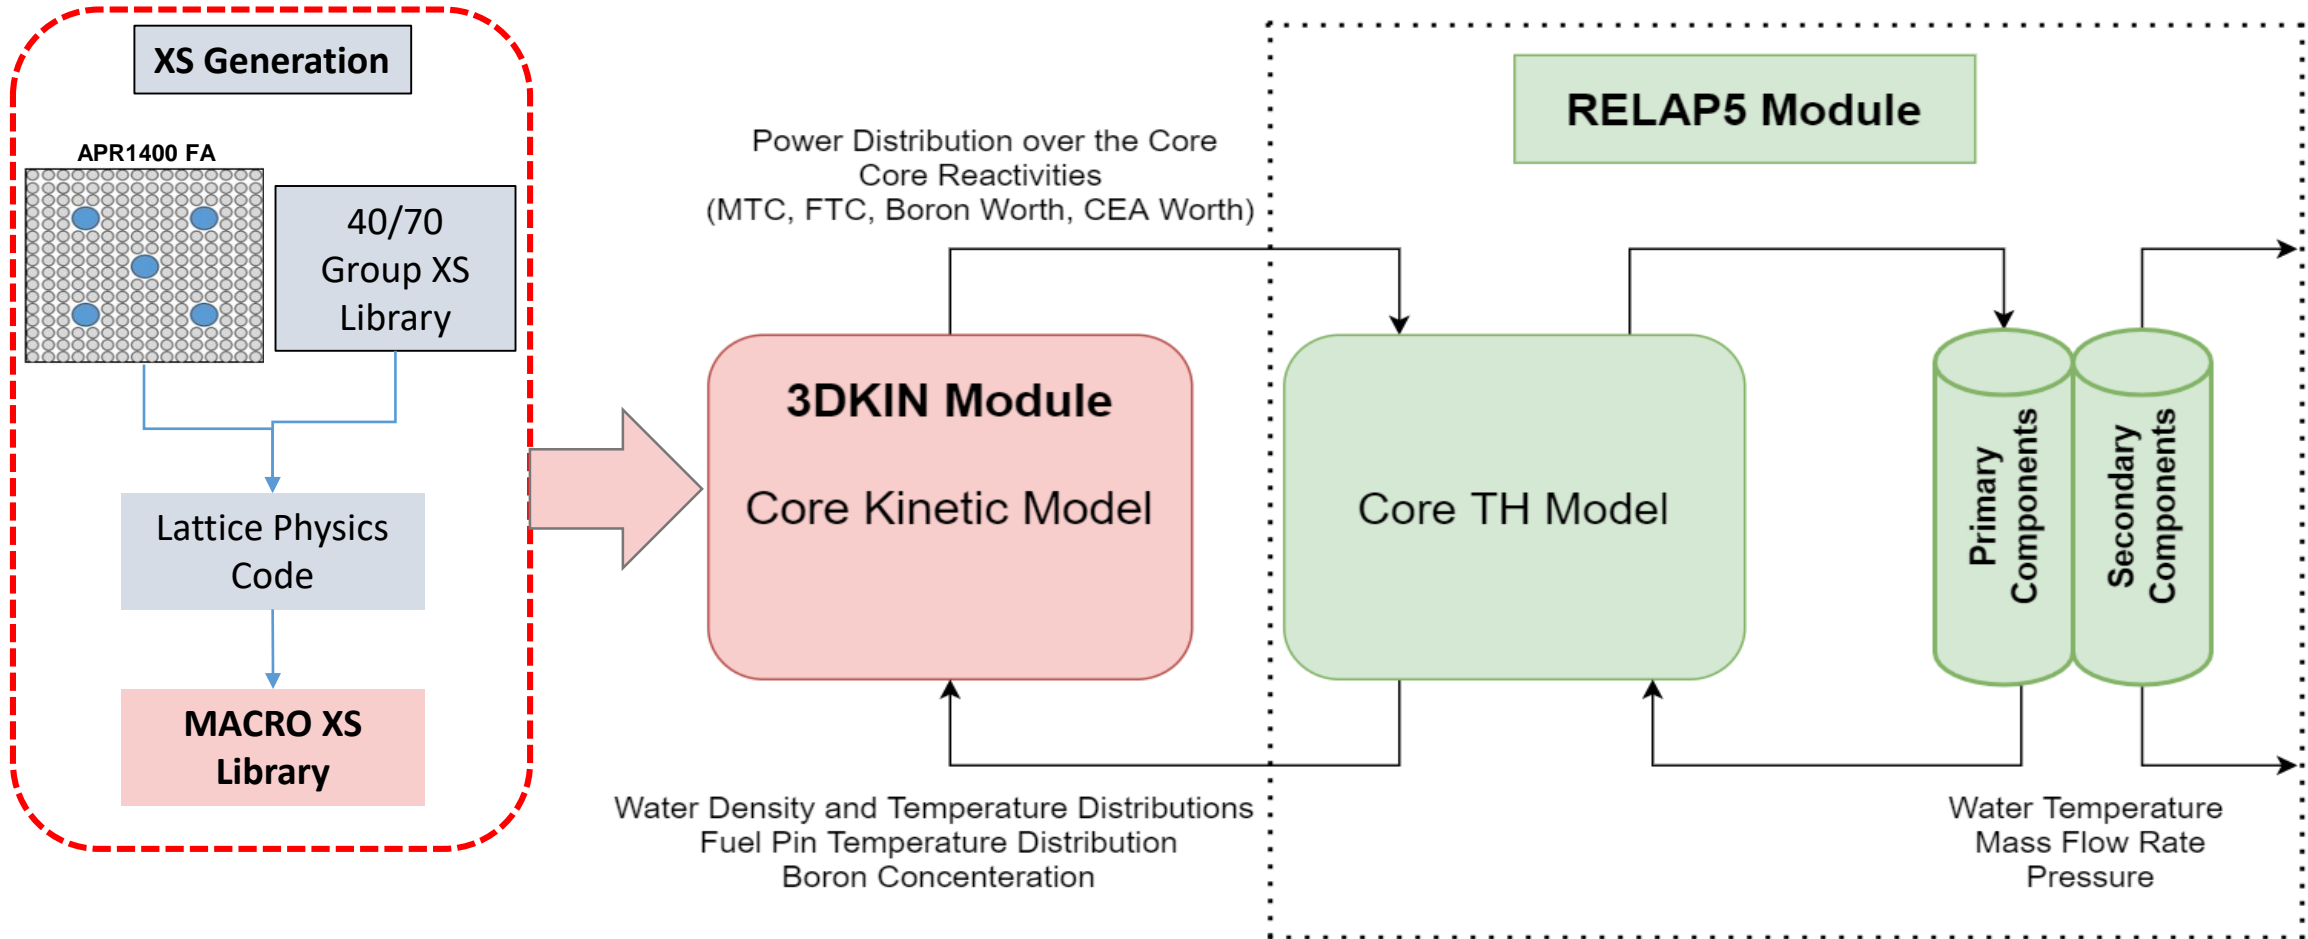 XS Generation
APR1400 FA
40/70
Group XS
Library
Lattice Physics
Code
MACRO XS
Library
Power Distribution over the Core
Core Reactivities
(MTC, FTC, Boron Worth, CEA Worth)
3DKIN Module
Core Kinetic Model
Water Density and Temperature Distributions
Fuel Pin Temperature Distribution
Boron Concenteration
RELAP5 Module
Core TH Model
Primary
Components
Secondary
Components
Water Temperature
Mass Flow Rate
Pressure